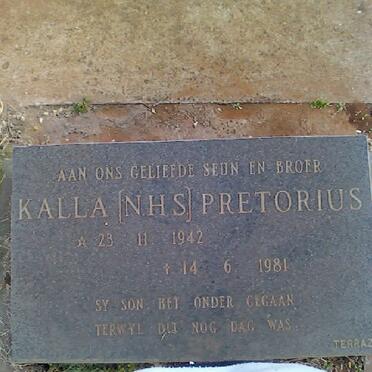 AAN ONS GELIEFDE SEUN EN BROER
KALLA [NHS] PRETORIUS
☆ 23 11 1942
† 14 6 1981
SY SON HET ONDER GEGAAN
TERWYL DIT NOG DAG WAS
TERRAZ